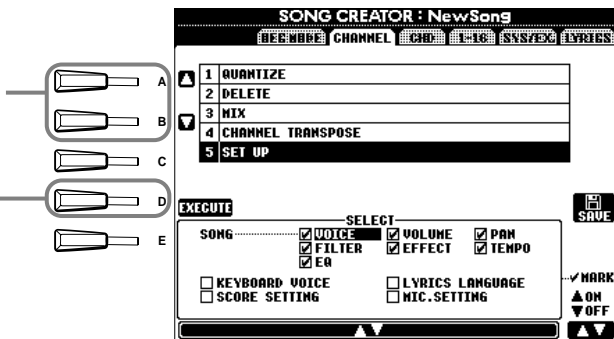 SONG CREATOR : NewSong
REC MODE CHANNEL CHD 1-16 SYS/EX. LYRICS
A
1 QUANTIZE
2 DELETE
B
3 MIX
4 CHANNEL TRANSPOSE
C
5 SET UP
D
EXECUTE
SAVE
SELECT
E
SONG VOICE VOLUME PAN
FILTER EFFECT TEMPO
EQ
MARK
KEYBOARD VOICE LYRICS LANGUAGE
SCORE SETTING MIC.SETTING
▲ON
▼OFF